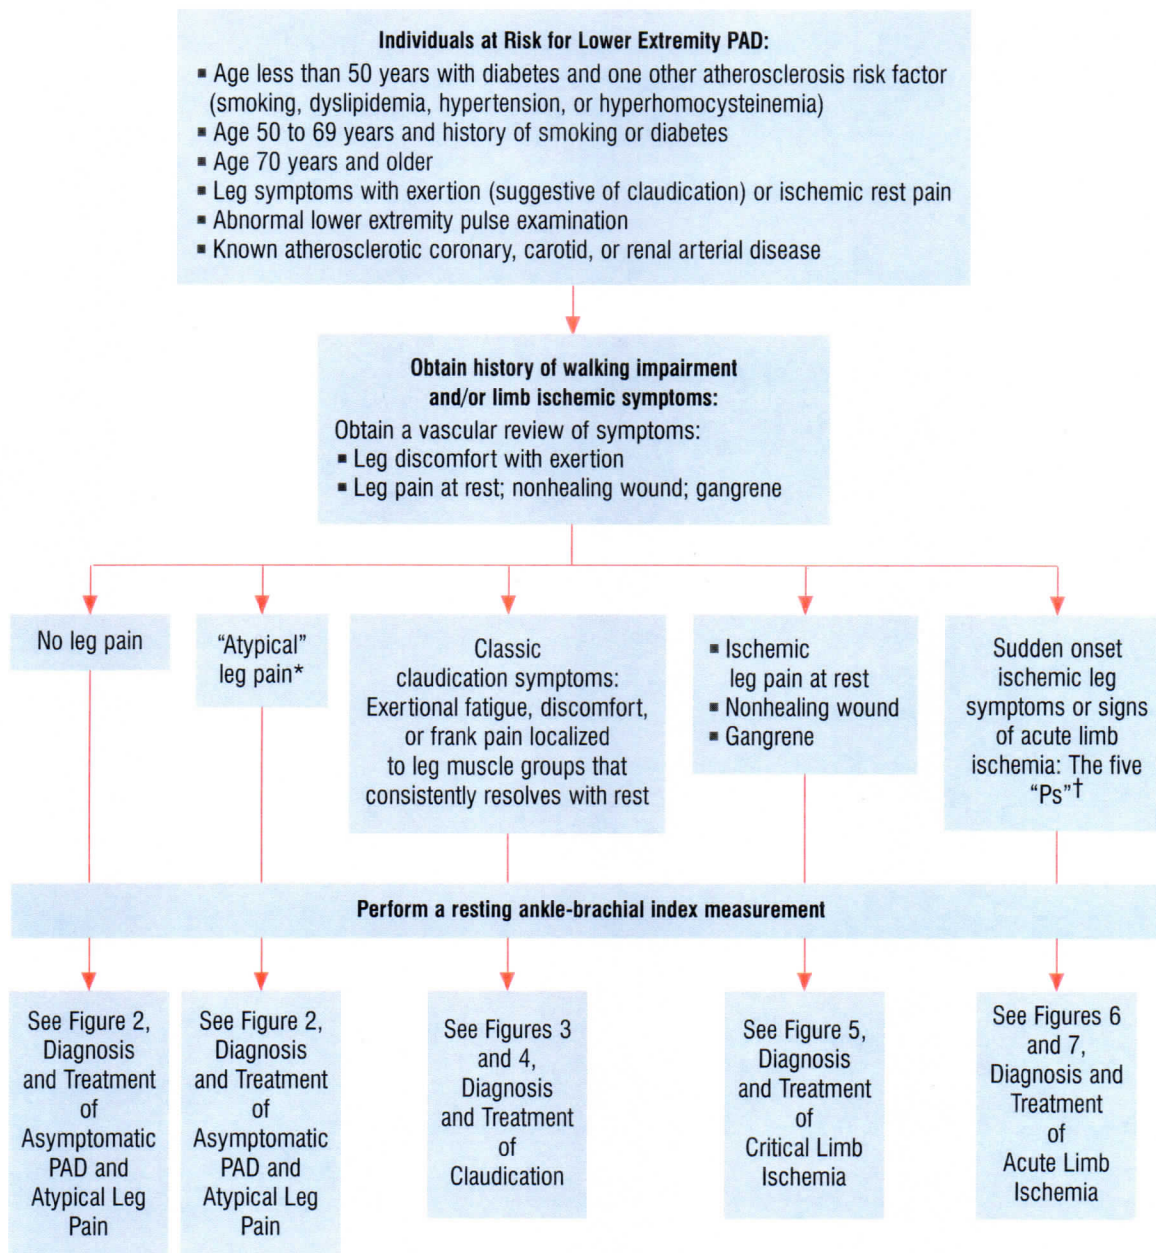 Individuals at Risk for Lower Extremity PAD:
▪ Age less than 50 years with diabetes and one other atherosclerosis risk factor
(smoking, dyslipidemia, hypertension, or hyperhomocysteinemia)
▪ Age 50 to 69 years and history of smoking or diabetes
▪ Age 70 years and older
▪ Leg symptoms with exertion (suggestive of claudication) or ischemic rest pain
▪ Abnormal lower extremity pulse examination
▪ Known atherosclerotic coronary, carotid, or renal arterial disease
Obtain history of walking impairment
and/or limb ischemic symptoms:
Obtain a vascular review of symptoms:
▪ Leg discomfort with exertion
▪ Leg pain at rest; nonhealing wound; gangrene
No leg pain
“Atypical”
leg pain*
Classic
claudication symptoms:
Exertional fatigue, discomfort,
or frank pain localized
to leg muscle groups that
consistently resolves with rest
▪ Ischemic
leg pain at rest
▪ Nonhealing wound
▪ Gangrene
Sudden onset
ischemic leg
symptoms or signs
of acute limb
ischemia: The five
“Ps”†
Perform a resting ankle-brachial index measurement
See Figure 2,
Diagnosis
and Treatment
of
Asymptomatic
PAD and
Atypical Leg
Pain
See Figure 2,
Diagnosis
and Treatment
of
Asymptomatic
PAD and
Atypical Leg
Pain
See Figures 3
and 4,
Diagnosis
and Treatment
of
Claudication
See Figure 5,
Diagnosis
and Treatment
of
Critical Limb
Ischemia
See Figures 6
and 7,
Diagnosis and
Treatment
of
Acute Limb
Ischemia